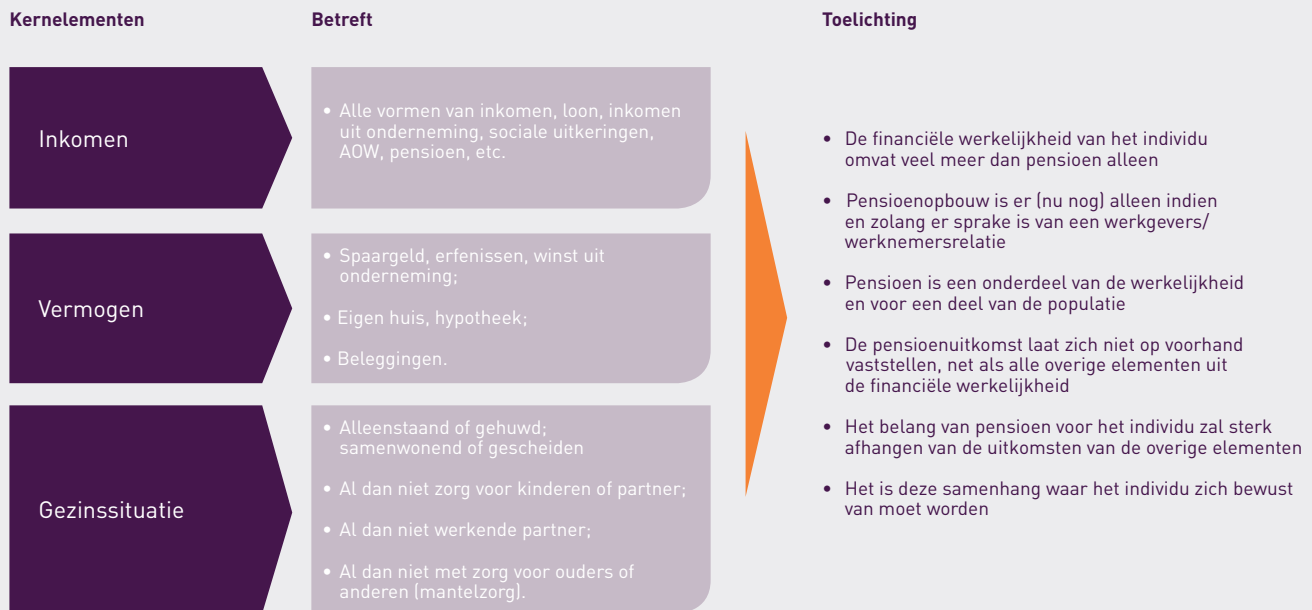 Kernelementen
Betreft
Toelichting
Inkomen
• Alle vormen van inkomen, loon, inkomen
uit onderneming, sociale uitkeringen,
AOW, pensioen, etc.
Vermogen
• Spaargeld, erfenissen, winst uit
onderneming;
• Eigen huis, hypotheek;
• Beleggingen.
Gezinssituatie
• Alleenstaand of gehuwd;
samenwonend of gescheiden
• Al dan niet zorg voor kinderen of partner;
• Al dan niet werkende partner;
• Al dan niet met zorg voor ouders of
anderen (mantelzorg).
• De financiële werkelijkheid van het individu
omvat veel meer dan pensioen alleen
• Pensioenopbouw is er (nu nog) alleen indien
en zolang er sprake is van een werkgevers/
werknemersrelatie
• Pensioen is een onderdeel van de werkelijkheid
en voor een deel van de populatie
• De pensioenuitkomst laat zich niet op voorhand
vaststellen, net als alle overige elementen uit
de financiële werkelijkheid
• Het belang van pensioen voor het individu zal sterk
afhangen van de uitkomsten van de overige elementen
• Het is deze samenhang waar het individu zich bewust
van moet worden